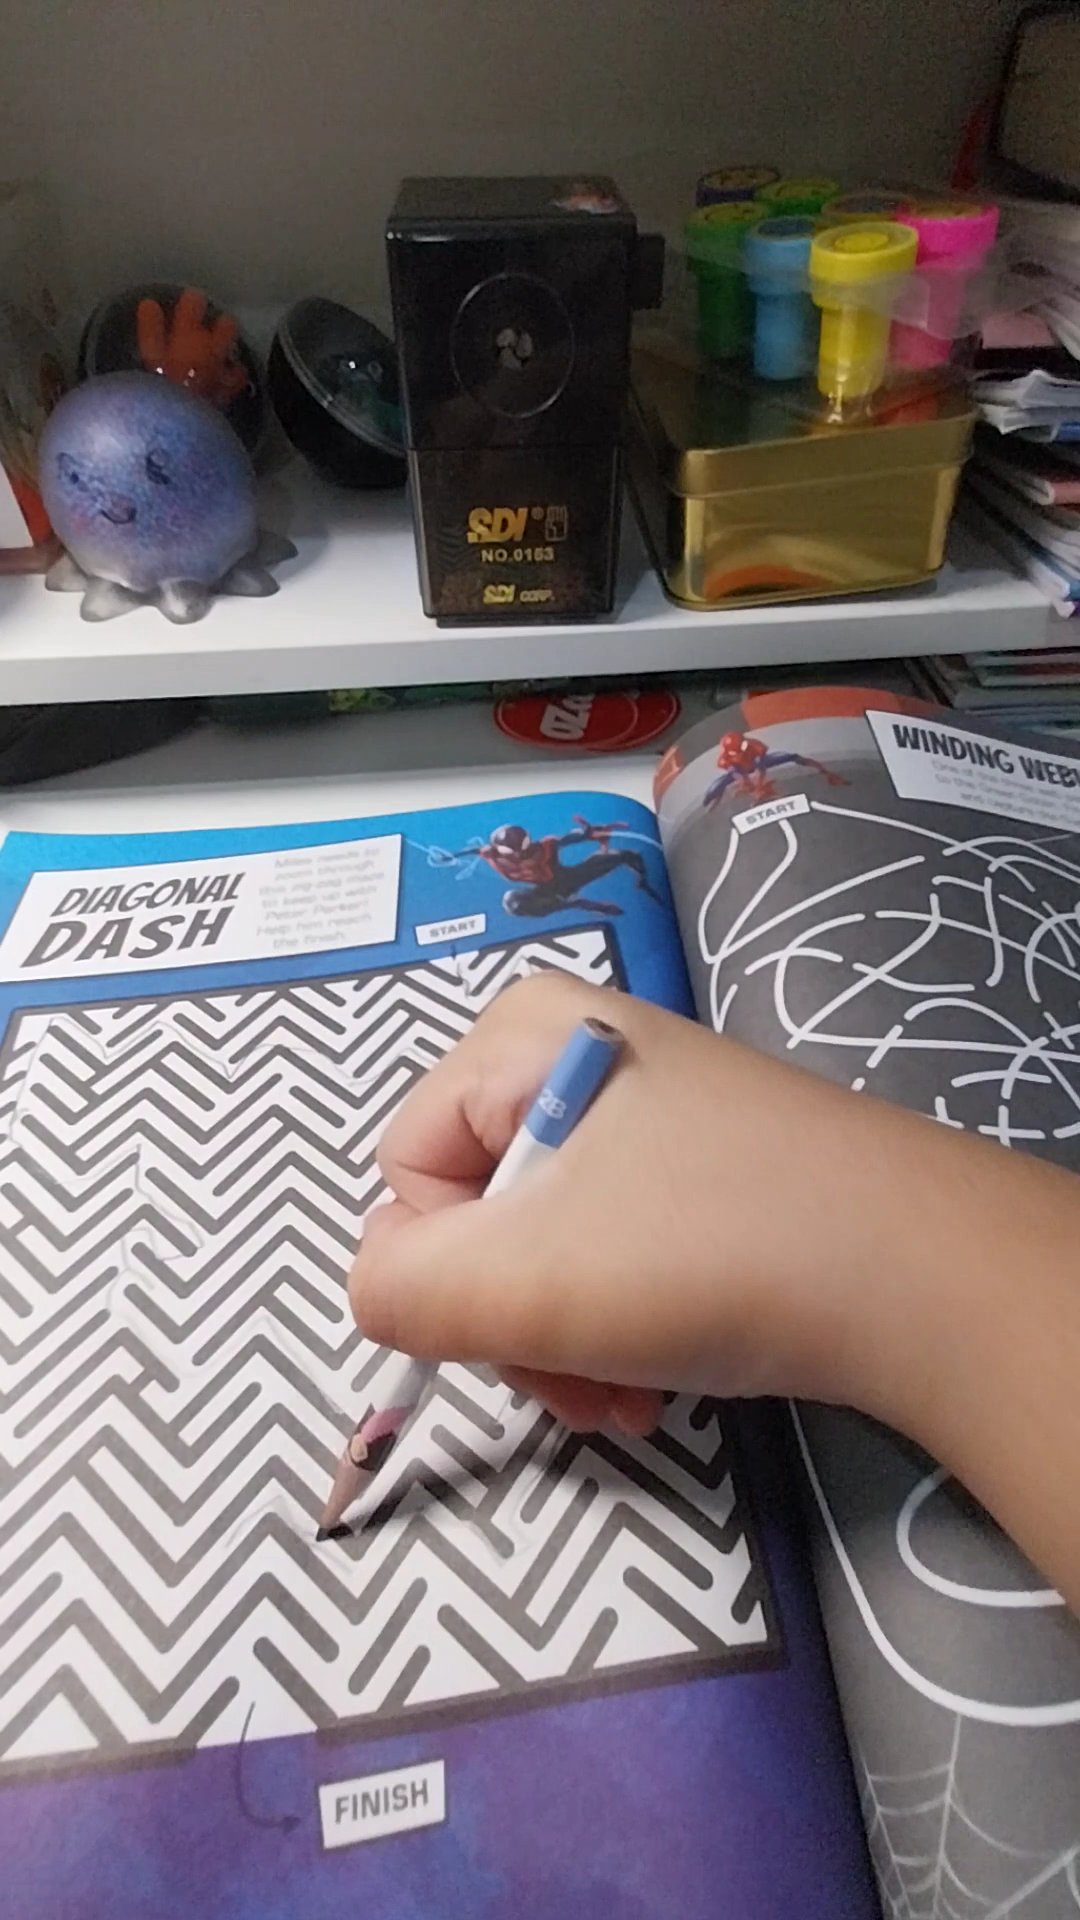 SDI®
NO.0153
SDI CORP.
OZ
WINDING WEB
START
DIAGONAL
DASH
Miles needs to
zoom through
this zig-zag maze
to keep up with
Peter Parker!
Help him reach
the finish.
START
2B
FINISH